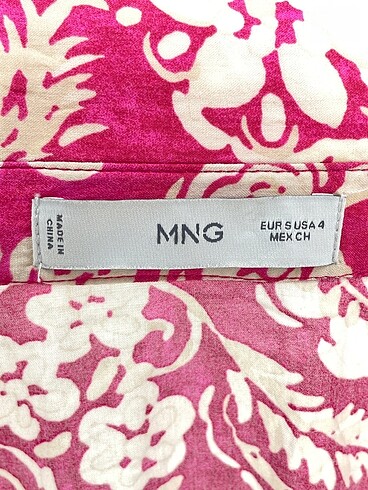 MADE IN
CHINA
MNG
EUR S USA 4
MEX CH